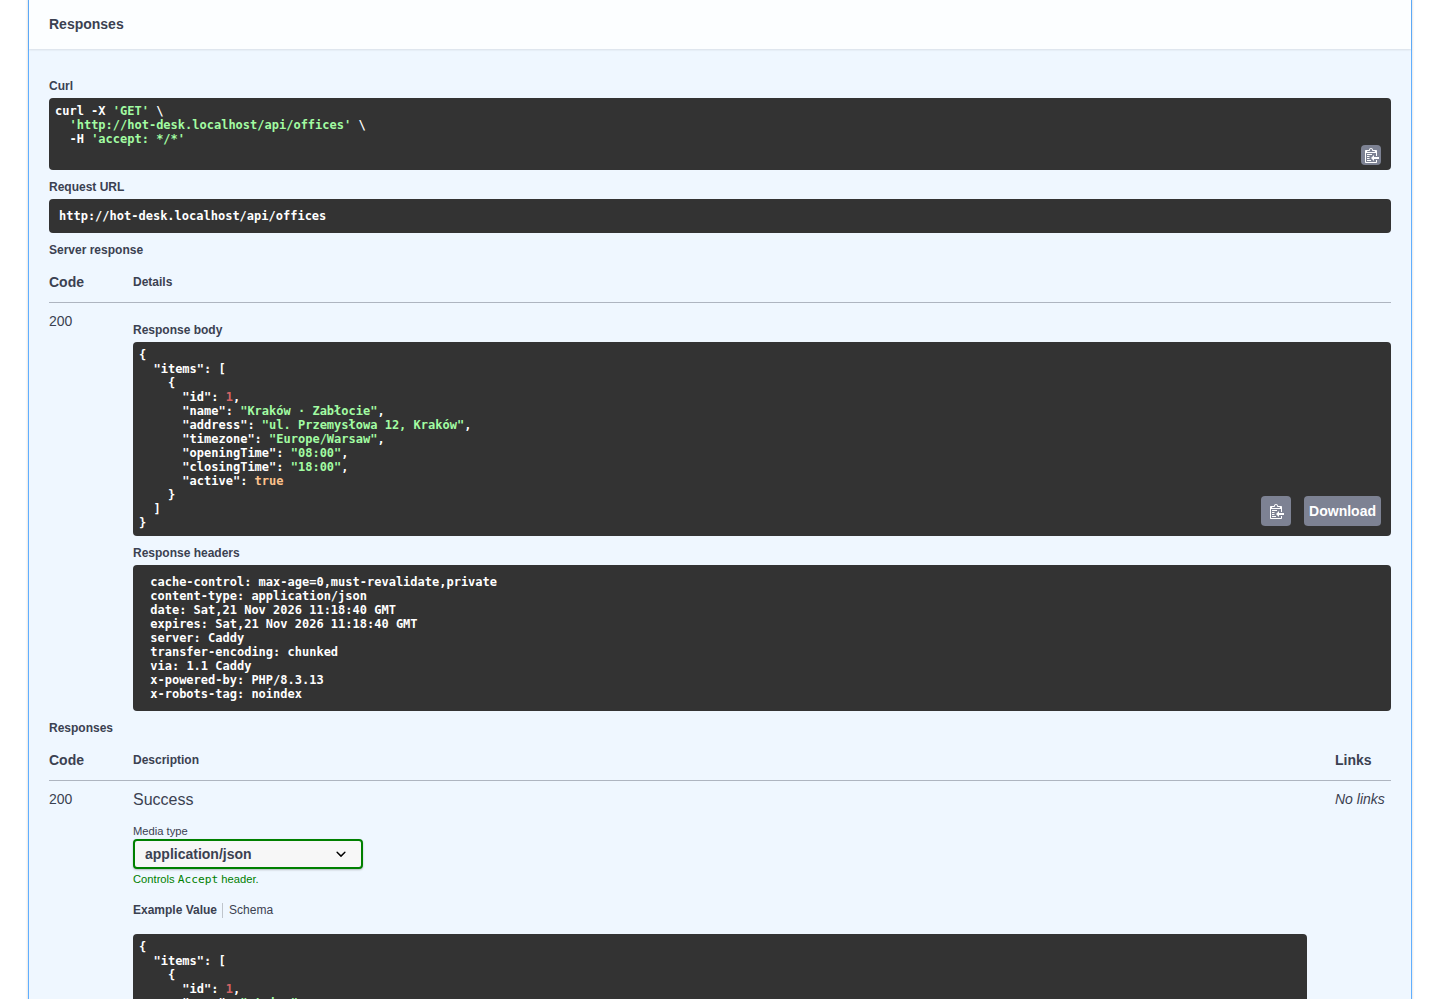 Responses
Curl
curl -X 'GET' \
  'http://hot-desk.localhost/api/offices' \
  -H 'accept: */*'
Request URL
http://hot-desk.localhost/api/offices
Server response
Code Details
200
Response body
{
  "items": [
    {
      "id": 1,
      "name": "Kraków · Zabłocie",
      "address": "ul. Przemysłowa 12, Kraków",
      "timezone": "Europe/Warsaw",
      "openingTime": "08:00",
      "closingTime": "18:00",
      "active": true
    }
  ]
}
Download
Response headers
cache-control: max-age=0,must-revalidate,private
content-type: application/json
date: Sat,21 Nov 2026 11:18:40 GMT
expires: Sat,21 Nov 2026 11:18:40 GMT
server: Caddy
transfer-encoding: chunked
via: 1.1 Caddy
x-powered-by: PHP/8.3.13
x-robots-tag: noindex
Responses
Code Description Links
200 Success No links
Media type
application/json
Controls Accept header.
Example Value Schema
{
  "items": [
    {
      "id": 1,